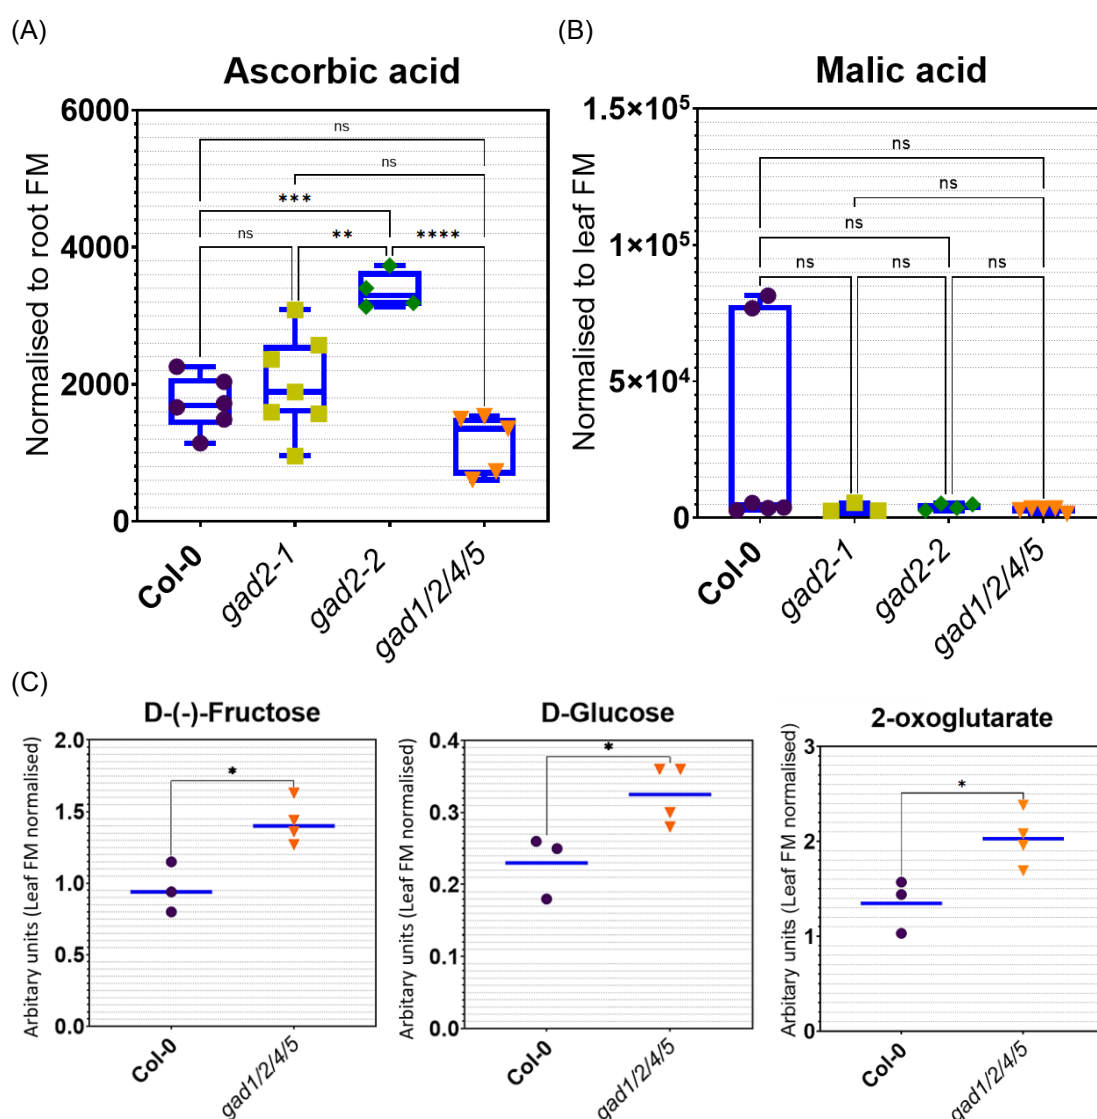 (A)
Ascorbic acid
Normalised to root FM
6000
4000
2000
0
ns
ns
***
ns
**
****
Col-0
gad2-1
gad2-2
gad1/2/4/5
(B)
Malic acid
Normalised to leaf FM
1.5×10⁵
1×10⁵
5×10⁴
0
ns
ns
ns
ns
ns
ns
Col-0
gad2-1
gad2-2
gad1/2/4/5
(C)
D-(-)-Fructose
Arbitary units (Leaf FM normalised)
2.0
1.5
1.0
0.5
0.0
*
Col-0
gad1/2/4/5
D-Glucose
Arbitary units (Leaf FM normalised)
0.4
0.3
0.2
0.1
0.0
*
Col-0
gad1/2/4/5
2-oxoglutarate
Arbitary units (Leaf FM normalised)
3
2
1
0
*
Col-0
gad1/2/4/5